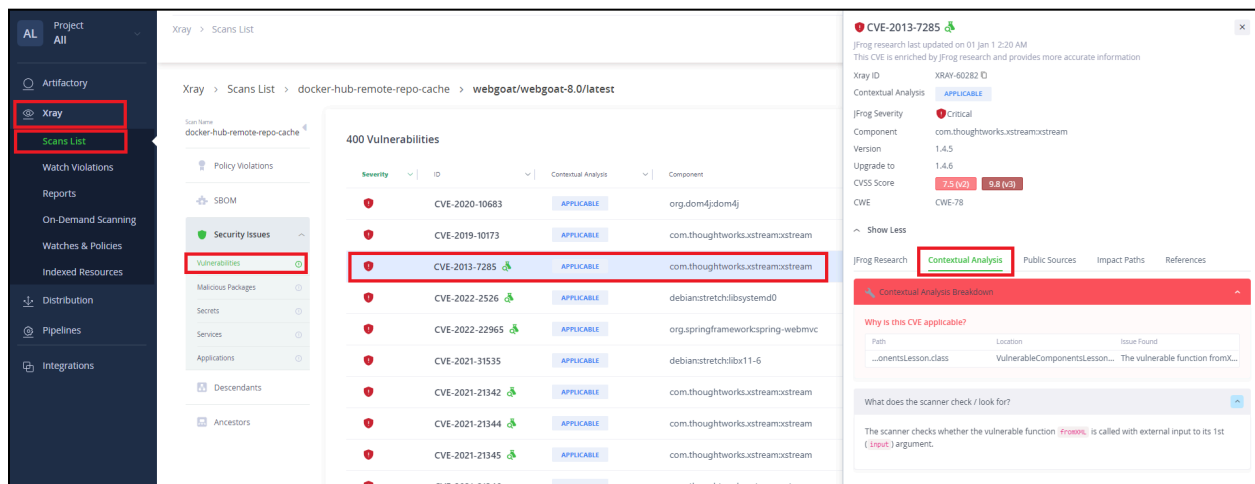 AL
Project
All
Artifactory
Xray
Scans List
Watch Violations
Reports
On-Demand Scanning
Watches & Policies
Indexed Resources
Distribution
Pipelines
Integrations
Xray > Scans List
Xray > Scans List > docker-hub-remote-repo-cache > webgoat/webgoat-8.0/latest
Scan Name
docker-hub-remote-repo-cache
Policy Violations
SBOM
Security Issues
Vulnerabilities
Malicious Packages
Secrets
Services
Applications
Descendants
Ancestors
400 Vulnerabilities
Severity ID Contextual Analysis Component
CVE-2020-10683 APPLICABLE org.dom4j:dom4j
CVE-2019-10173 APPLICABLE com.thoughtworks.xstream:xstream
CVE-2013-7285 APPLICABLE com.thoughtworks.xstream:xstream
CVE-2022-2526 APPLICABLE debian:stretch:libsystemd0
CVE-2022-22965 APPLICABLE org.springframework:spring-webmvc
CVE-2021-31535 APPLICABLE debian:stretch:libx11-6
CVE-2021-21342 APPLICABLE com.thoughtworks.xstream:xstream
CVE-2021-21344 APPLICABLE com.thoughtworks.xstream:xstream
CVE-2021-21345 APPLICABLE com.thoughtworks.xstream:xstream
CVE-2013-7285
JFrog research last updated on 01 Jan 1 2:20 AM
This CVE is enriched by JFrog research and provides more accurate information
Xray ID XRAY-60282
Contextual Analysis APPLICABLE
JFrog Severity Critical
Component com.thoughtworks.xstream:xstream
Version 1.4.5
Upgrade to 1.4.6
CVSS Score 7.5 (v2) 9.8 (v3)
CWE CWE-78
Show Less
JFrog Research Contextual Analysis Public Sources Impact Paths References
Contextual Analysis Breakdown
Why is this CVE applicable?
Path Location Issue Found
...onentsLesson.class VulnerableComponentsLesson... The vulnerable function fromX...
What does the scanner check / look for?
The scanner checks whether the vulnerable function fromXML is called with external input to its 1st
( input ) argument.